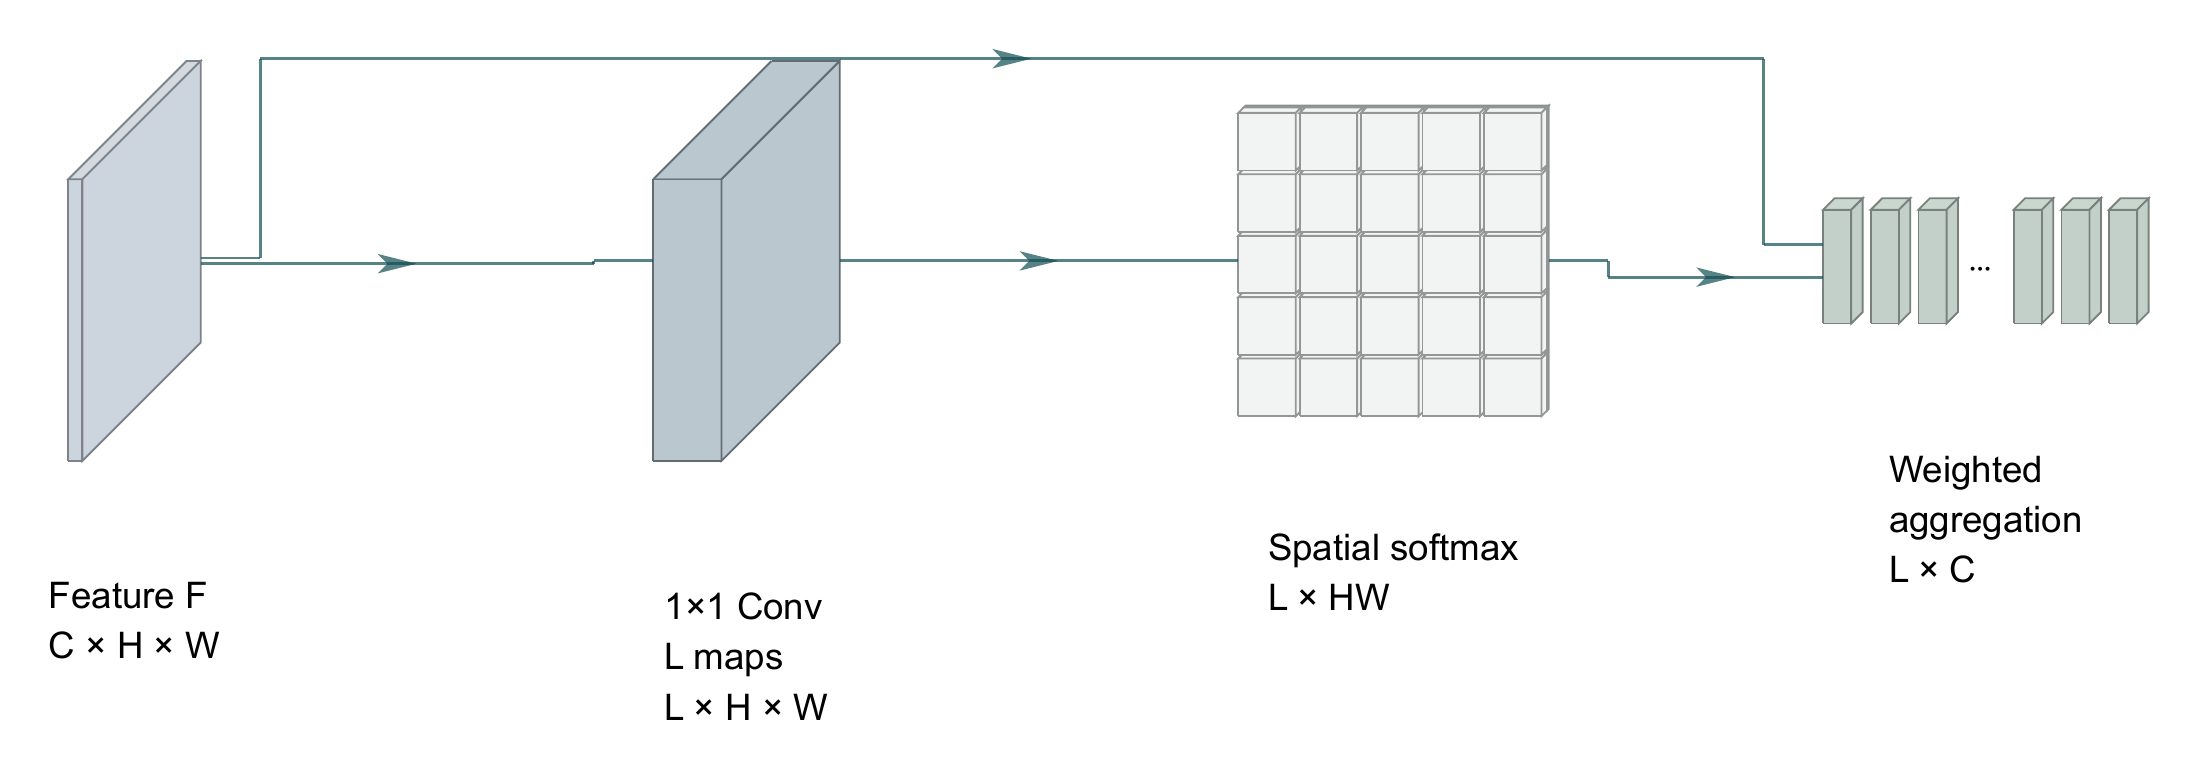 ...
Feature F
C × H × W
1×1 Conv
L maps
L × H × W
Spatial softmax
L × HW
Weighted
aggregation
L × C